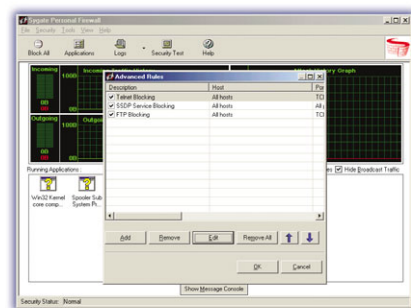 Sygate Personal Firewall
File Security Tools View Help
Block All Applications Logs Security Test Help
Incoming
Outgoing
Attack History Graph
Advanced Rules
Description Host
Telnet Blocking All hosts
SSDP Service Blocking All hosts
FTP Blocking All hosts
Running Applications :
Hide Broadcast Traffic
Win32 Kernel core comp...
Spooler Sub System Pr...
Add Remove Edit Remove All
OK Cancel
Show Message Console
Security Status: Normal